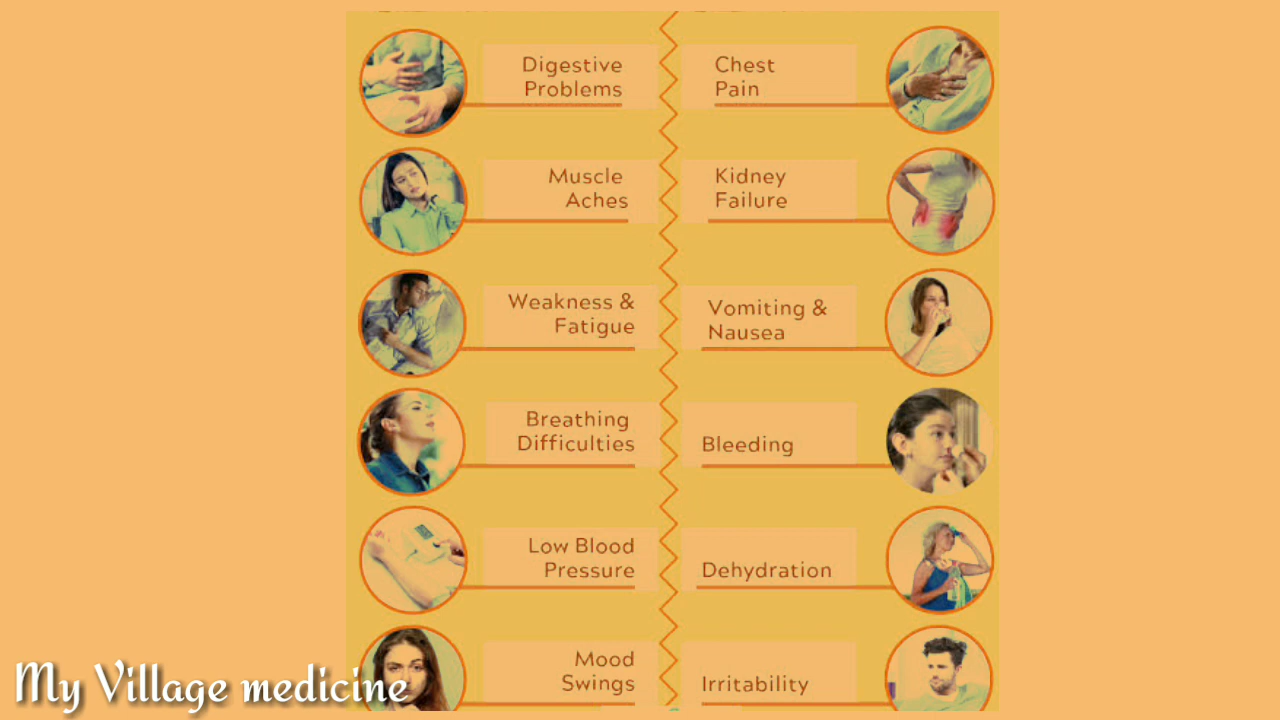 Digestive
Problems
Chest
Pain
Muscle
Aches
Kidney
Failure
Weakness &
Fatigue
Vomiting &
Nausea
Breathing
Difficulties
Bleeding
Low Blood
Pressure
Dehydration
Mood
Swings
Irritability
My Village medicine